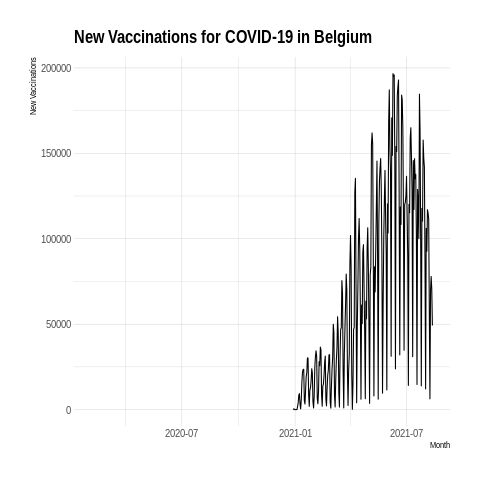 New Vaccinations for COVID-19 in Belgium
New Vaccinations
200000
150000
100000
50000
0
2020-07
2021-01
2021-07
Month